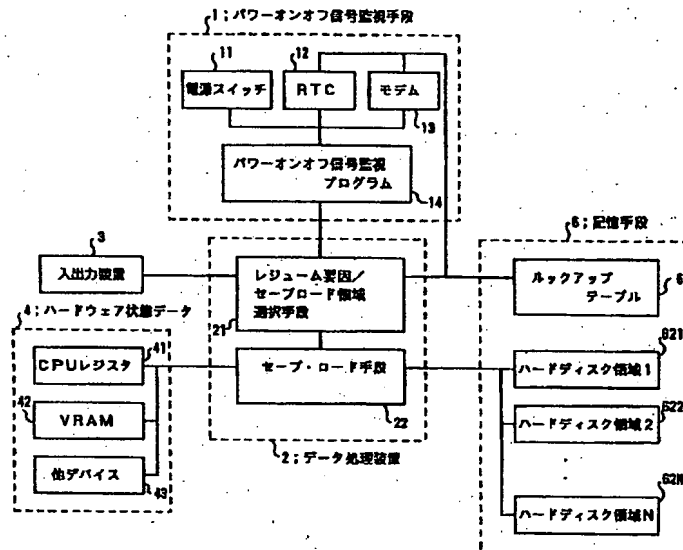 1;パワーオンオフ信号監視手段
11
12
電源スイッチ
RTC
モデム
13
パワーオンオフ信号監視
プログラム
14
3
入出力装置
レジューム要因/
セーブロード領域
選択手段
21
セーブ・ロード手段
22
2;データ処理装置
4;ハードウェア状態データ
CPUレジスタ
41
42
VRAM
他デバイス
43
6;記憶手段
ルックアップ
テーブル
6
621
ハードディスク領域1
622
ハードディスク領域2
62N
ハードディスク領域N